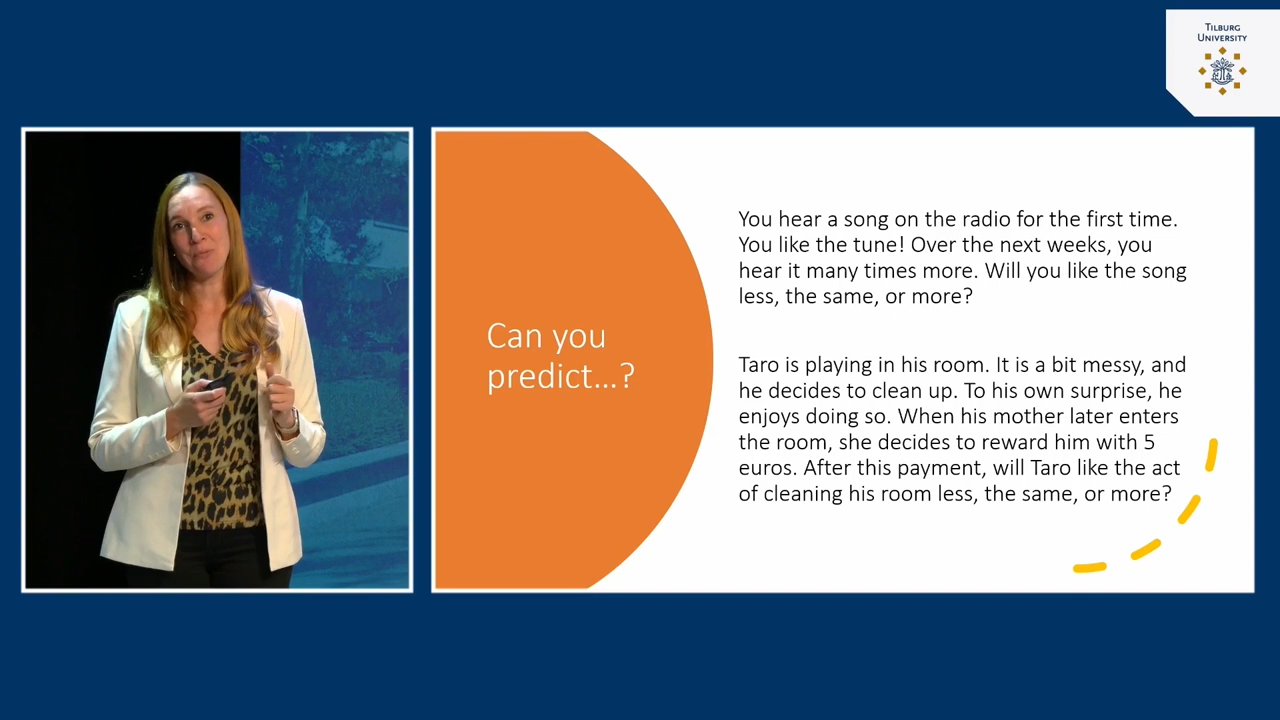 TILBURG
UNIVERSITY
Can you
predict...?
You hear a song on the radio for the first time.
You like the tune! Over the next weeks, you
hear it many times more. Will you like the song
less, the same, or more?
Taro is playing in his room. It is a bit messy, and
he decides to clean up. To his own surprise, he
enjoys doing so. When his mother later enters
the room, she decides to reward him with 5
euros. After this payment, will Taro like the act
of cleaning his room less, the same, or more?